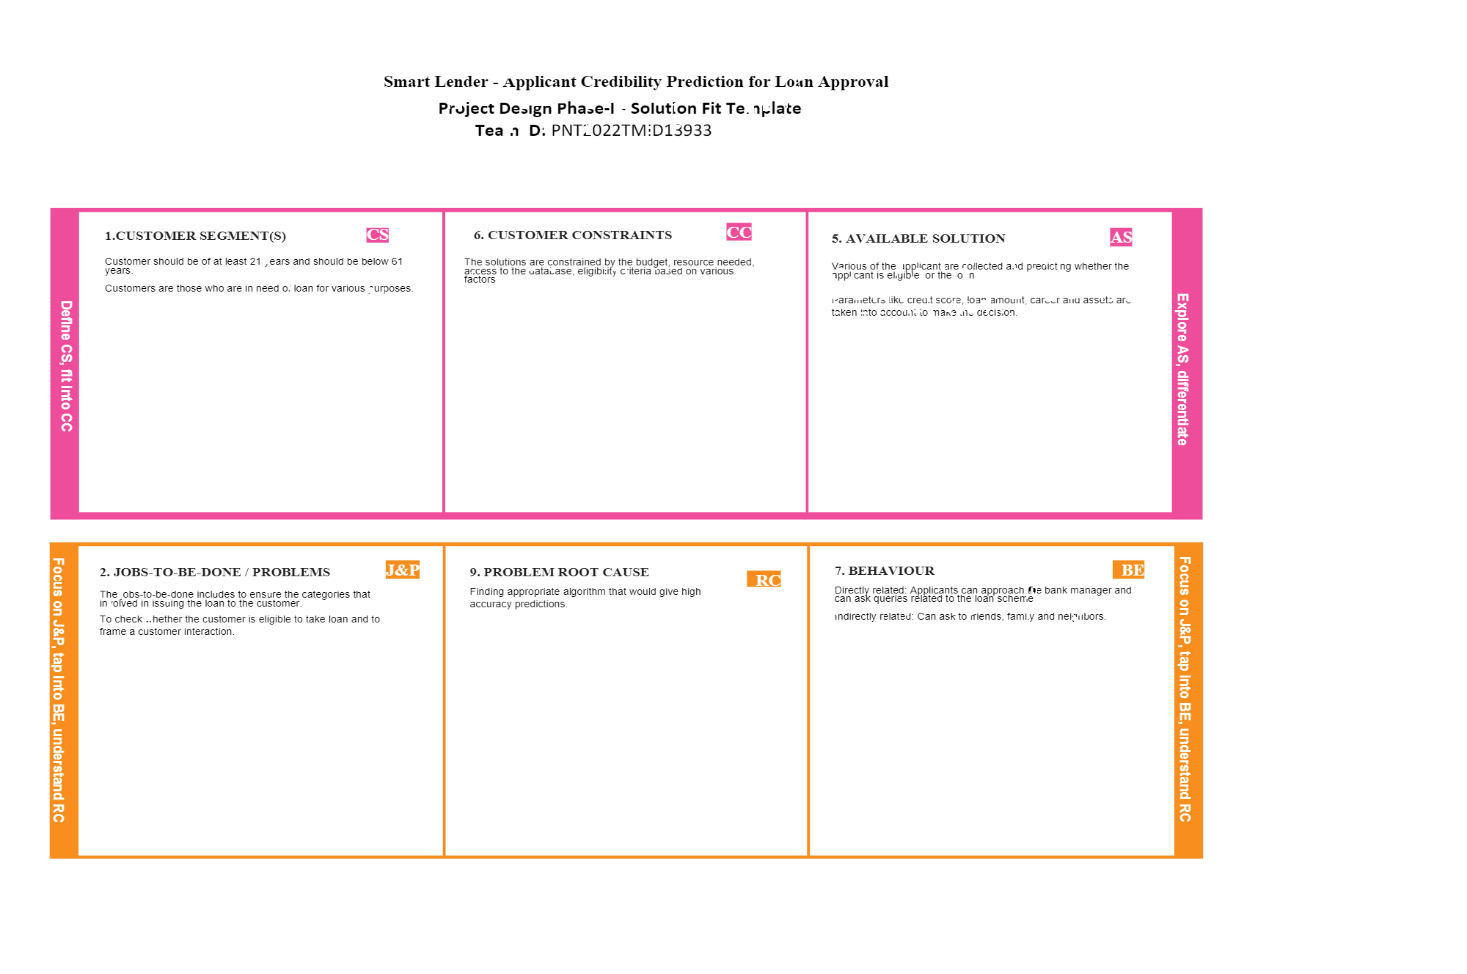 Smart Lender - Applicant Credibility Prediction for Loan Approval
Project Design Phase-I - Solution Fit Template
Team ID: PNT2022TMID13933
Define CS, fit into CC
1.CUSTOMER SEGMENT(S)
CS
Customer should be of at least 21 years and should be below 61
years.
Customers are those who are in need of loan for various purposes.
6. CUSTOMER CONSTRAINTS
CC
The solutions are constrained by the budget, resource needed,
access to the database, eligibility criteria based on various
factors
5. AVAILABLE SOLUTION
AS
Various of the applicant are collected and predicting whether the
applicant is eligible for the loan
Parameters like credit score, loan amount, career and assets are
taken into account to make the decision.
Explore AS, differentiate
Focus on J&P, tap into BE, understand RC
2. JOBS-TO-BE-DONE / PROBLEMS
J&P
The jobs-to-be-done includes to ensure the categories that
involved in issuing the loan to the customer.
To check whether the customer is eligible to take loan and to
frame a customer interaction.
9. PROBLEM ROOT CAUSE
RC
Finding appropriate algorithm that would give high
accuracy predictions.
7. BEHAVIOUR
BE
Directly related: Applicants can approach the bank manager and
can ask queries related to the loan scheme
Indirectly related: Can ask to friends, family and neighbors.
Focus on J&P, tap into BE, understand RC